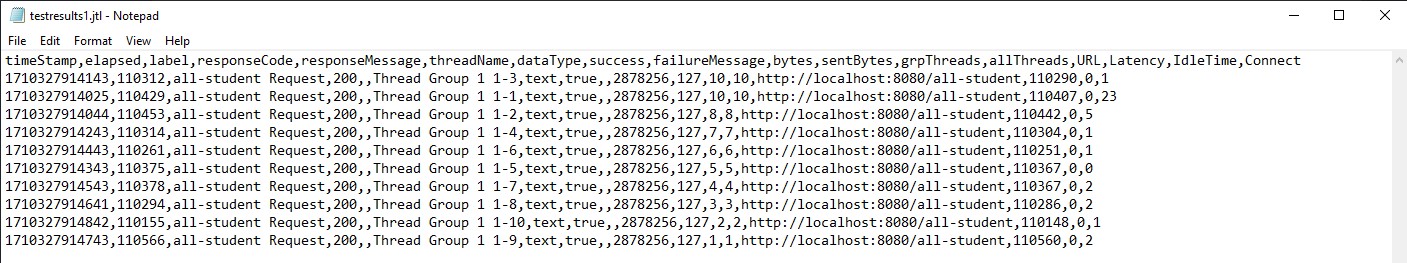 testresults1.jtl - Notepad
File Edit Format View Help
timeStamp,elapsed,label,responseCode,responseMessage,threadName,dataType,success,failureMessage,bytes,sentBytes,grpThreads,allThreads,URL,Latency,IdleTime,Connect
1710327914143,110312,all-student Request,200,,Thread Group 1 1-3,text,true,,2878256,127,10,10,http://localhost:8080/all-student,110290,0,1
1710327914025,110429,all-student Request,200,,Thread Group 1 1-1,text,true,,2878256,127,10,10,http://localhost:8080/all-student,110407,0,23
1710327914044,110453,all-student Request,200,,Thread Group 1 1-2,text,true,,2878256,127,8,8,http://localhost:8080/all-student,110442,0,5
1710327914243,110314,all-student Request,200,,Thread Group 1 1-4,text,true,,2878256,127,7,7,http://localhost:8080/all-student,110304,0,1
1710327914443,110261,all-student Request,200,,Thread Group 1 1-6,text,true,,2878256,127,6,6,http://localhost:8080/all-student,110251,0,1
1710327914343,110375,all-student Request,200,,Thread Group 1 1-5,text,true,,2878256,127,5,5,http://localhost:8080/all-student,110367,0,0
1710327914543,110378,all-student Request,200,,Thread Group 1 1-7,text,true,,2878256,127,4,4,http://localhost:8080/all-student,110367,0,2
1710327914641,110294,all-student Request,200,,Thread Group 1 1-8,text,true,,2878256,127,3,3,http://localhost:8080/all-student,110286,0,2
1710327914842,110155,all-student Request,200,,Thread Group 1 1-10,text,true,,2878256,127,2,2,http://localhost:8080/all-student,110148,0,1
1710327914743,110566,all-student Request,200,,Thread Group 1 1-9,text,true,,2878256,127,1,1,http://localhost:8080/all-student,110560,0,2